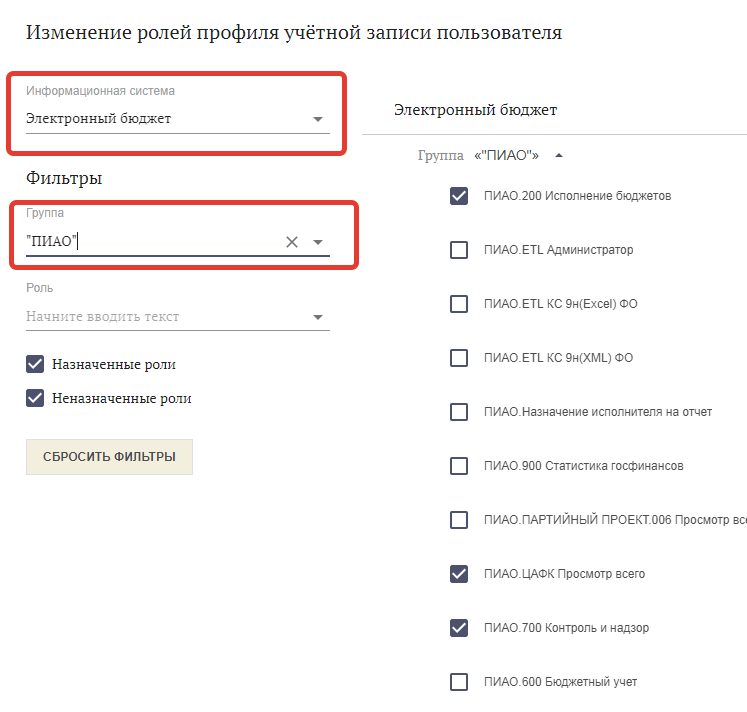 Изменение ролей профиля учётной записи пользователя
Информационная система
Электронный бюджет
Фильтры
Группа
"ПИАО"
Роль
Начните вводить текст
Назначенные роли
Неназначенные роли
СБРОСИТЬ ФИЛЬТРЫ
Электронный бюджет
Группа «"ПИАО"»
ПИАО.200 Исполнение бюджетов
ПИАО.ETL Администратор
ПИАО.ETL КС 9н(Excel) ФО
ПИАО.ETL КС 9н(XML) ФО
ПИАО.Назначение исполнителя на отчет
ПИАО.900 Статистика госфинансов
ПИАО.ПАРТИЙНЫЙ ПРОЕКТ.006 Просмотр все
ПИАО.ЦАФК Просмотр всего
ПИАО.700 Контроль и надзор
ПИАО.600 Бюджетный учет